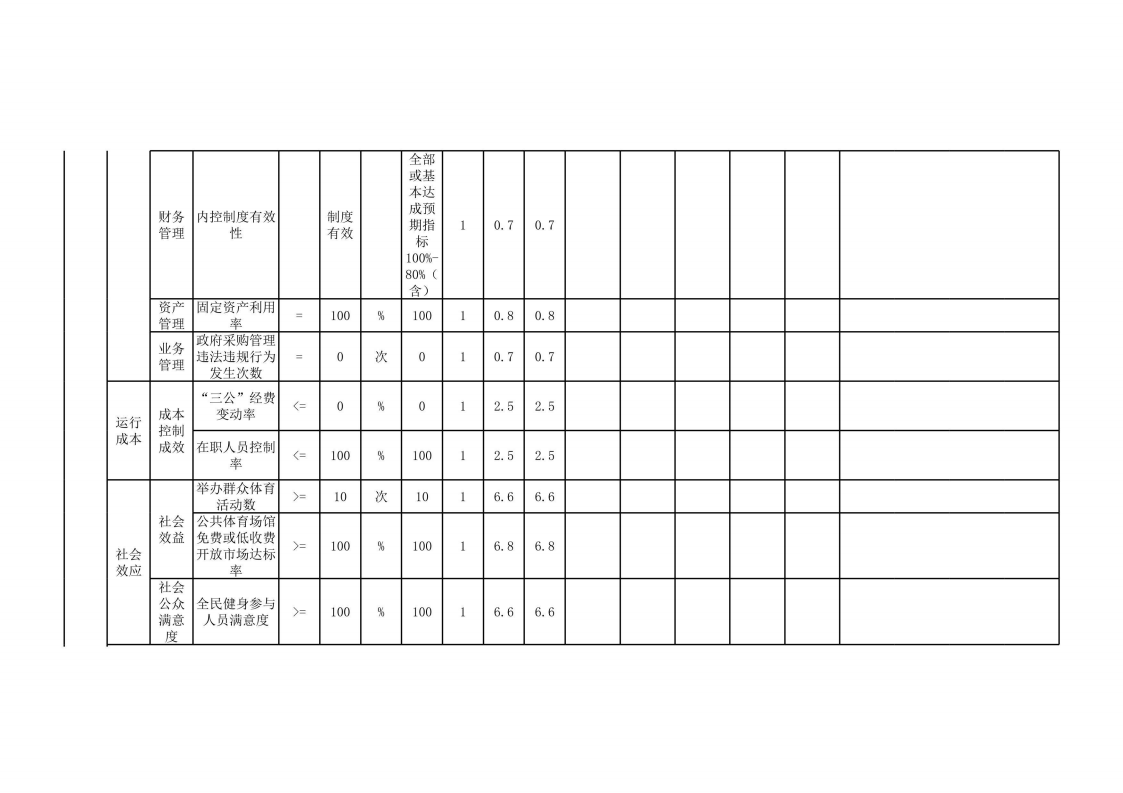 财务
管理
内控制度有效
性
制度
有效
全部
或基
本达
成预
期指
标
100%-
80%（
含）
1
0.7
0.7
资产
管理
固定资产利用
率
=
100
%
100
1
0.8
0.8
业务
管理
政府采购管理
违法违规行为
发生次数
=
0
次
0
1
0.7
0.7
运行
成本
成本
控制
成效
“三公”经费
变动率
<=
0
%
0
1
2.5
2.5
在职人员控制
率
<=
100
%
100
1
2.5
2.5
社会
效应
社会
效益
举办群众体育
活动数
>=
10
次
10
1
6.6
6.6
公共体育场馆
免费或低收费
开放市场达标
率
>=
100
%
100
1
6.8
6.8
社会
公众
满意
度
全民健身参与
人员满意度
>=
100
%
100
1
6.6
6.6